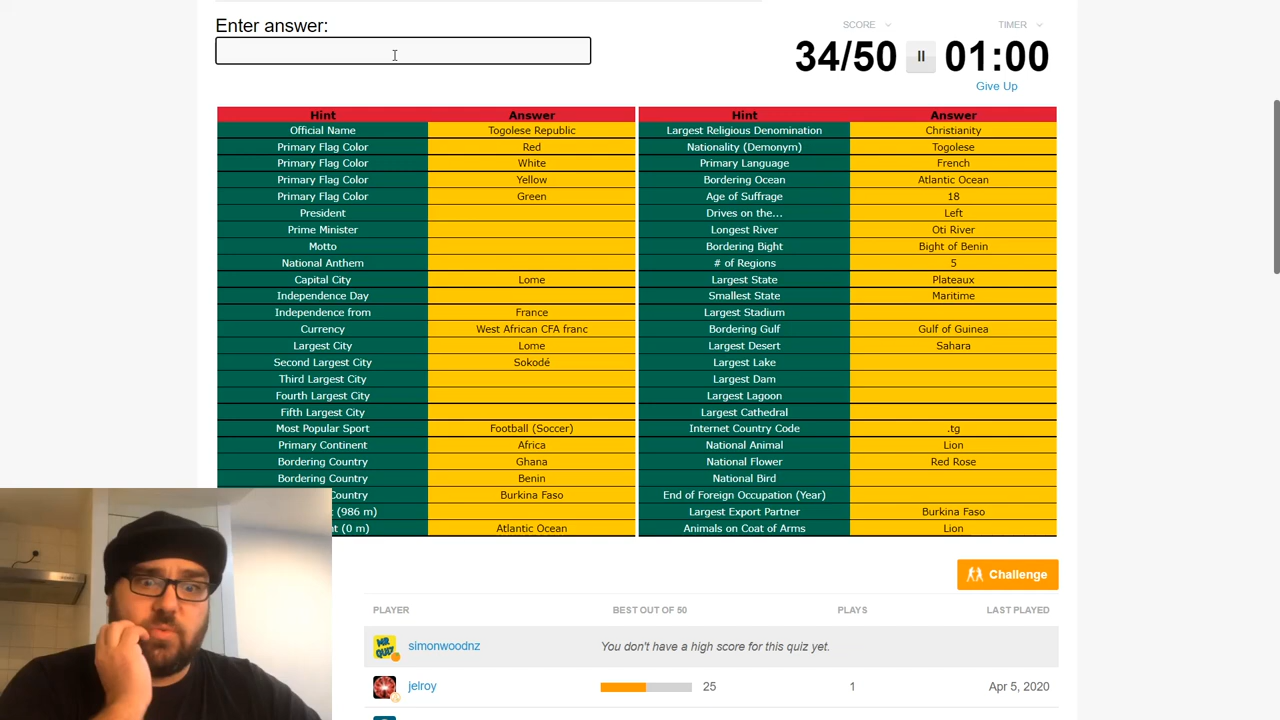 Enter answer:
SCORE
TIMER
34/50
01:00
Give Up
Hint Answer Hint Answer
Official Name Togolese Republic Largest Religious Denomination Christianity
Primary Flag Color Red Nationality (Demonym) Togolese
Primary Flag Color White Primary Language French
Primary Flag Color Yellow Bordering Ocean Atlantic Ocean
Primary Flag Color Green Age of Suffrage 18
President Drives on the... Left
Prime Minister Longest River Oti River
Motto Bordering Bight Bight of Benin
National Anthem # of Regions 5
Capital City Lome Largest State Plateaux
Independence Day Smallest State Maritime
Independence from France Largest Stadium
Currency West African CFA franc Bordering Gulf Gulf of Guinea
Largest City Lome Largest Desert Sahara
Second Largest City Sokodé Largest Lake
Third Largest City Largest Dam
Fourth Largest City Largest Lagoon
Fifth Largest City Largest Cathedral
Most Popular Sport Football (Soccer) Internet Country Code .tg
Primary Continent Africa National Animal Lion
Bordering Country Ghana National Flower Red Rose
Bordering Country Benin National Bird
Country Burkina Faso End of Foreign Occupation (Year)
(986 m) Largest Export Partner Burkina Faso
(0 m) Atlantic Ocean Animals on Coat of Arms Lion
Challenge
PLAYER BEST OUT OF 50 PLAYS LAST PLAYED
MR QUIZ simonwoodnz You don't have a high score for this quiz yet.
jelroy 25 1 Apr 5, 2020